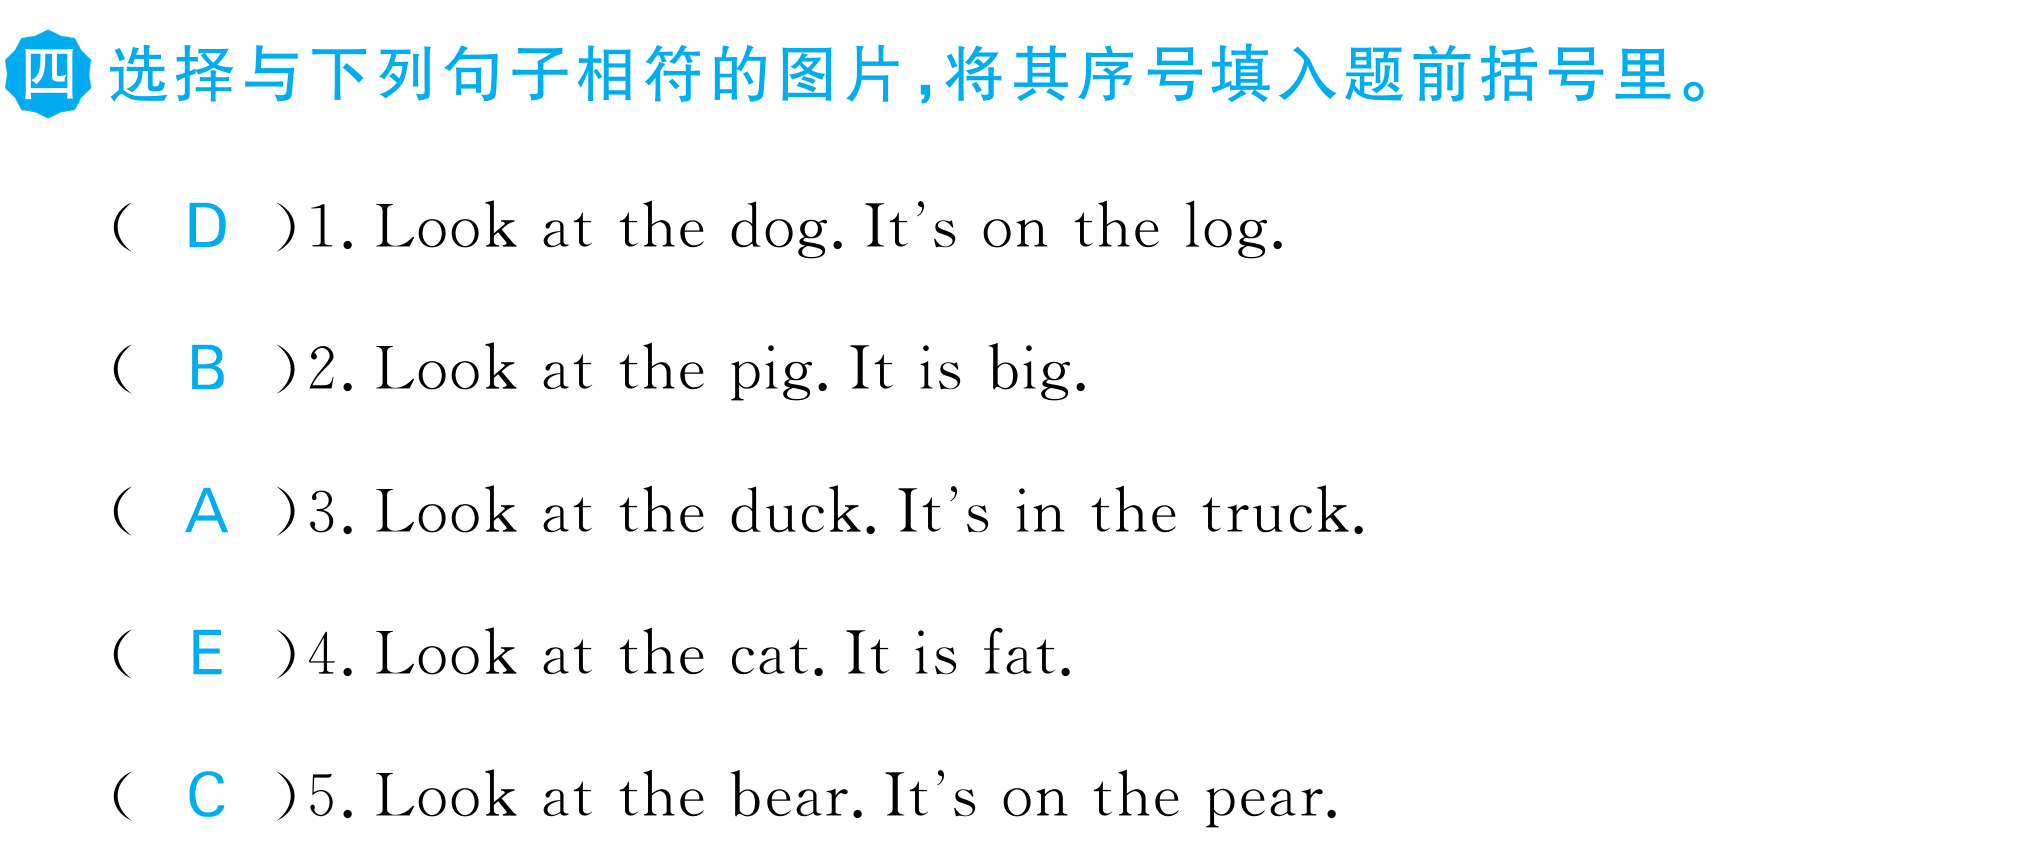 四 选择与下列句子相符的图片,将其序号填入题前括号里。
( D )1. Look at the dog. It's on the log.
( B )2. Look at the pig. It is big.
( A )3. Look at the duck. It's in the truck.
( E )4. Look at the cat. It is fat.
( C )5. Look at the bear. It's on the pear.